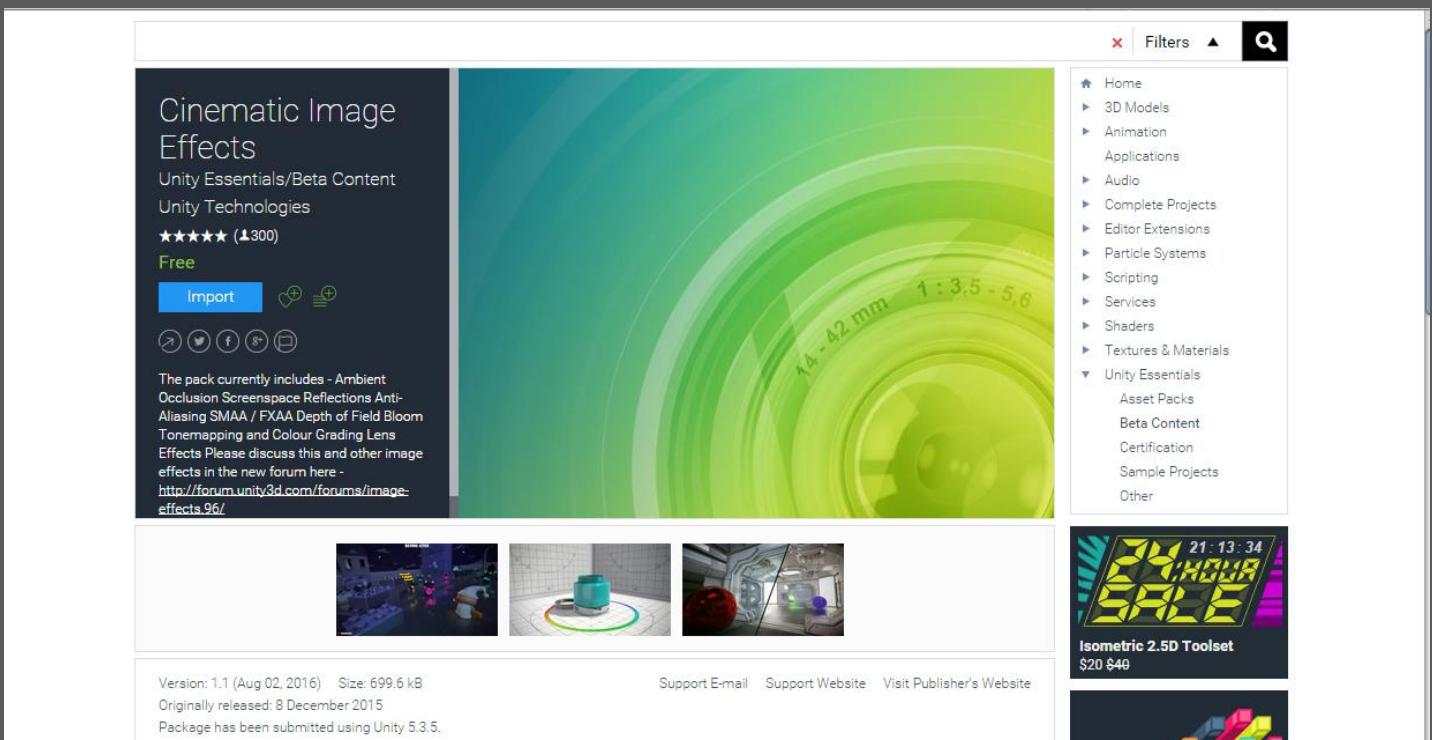 Filters
Cinematic Image
Effects
Unity Essentials/Beta Content
Unity Technologies
★★★★★ (300)
Free
Import
The pack currently includes - Ambient
Occlusion Screenspace Reflections Anti-
Aliasing SMAA / FXAA Depth of Field Bloom
Tonemapping and Colour Grading Lens
Effects Please discuss this and other image
effects in the new forum here -
http://forum.unity3d.com/forums/image-
effects.96/
14 - 42 mm 1 : 3,5 - 5,6
Home
3D Models
Animation
Applications
Audio
Complete Projects
Editor Extensions
Particle Systems
Scripting
Services
Shaders
Textures & Materials
Unity Essentials
Asset Packs
Beta Content
Certification
Sample Projects
Other
21:13:34
24 HOUR
SALE
Isometric 2.5D Toolset
$20 $40
Version: 1.1 (Aug 02, 2016) Size: 699.6 kB
Support E-mail Support Website Visit Publisher's Website
Originally released: 8 December 2015
Package has been submitted using Unity 5.3.5.